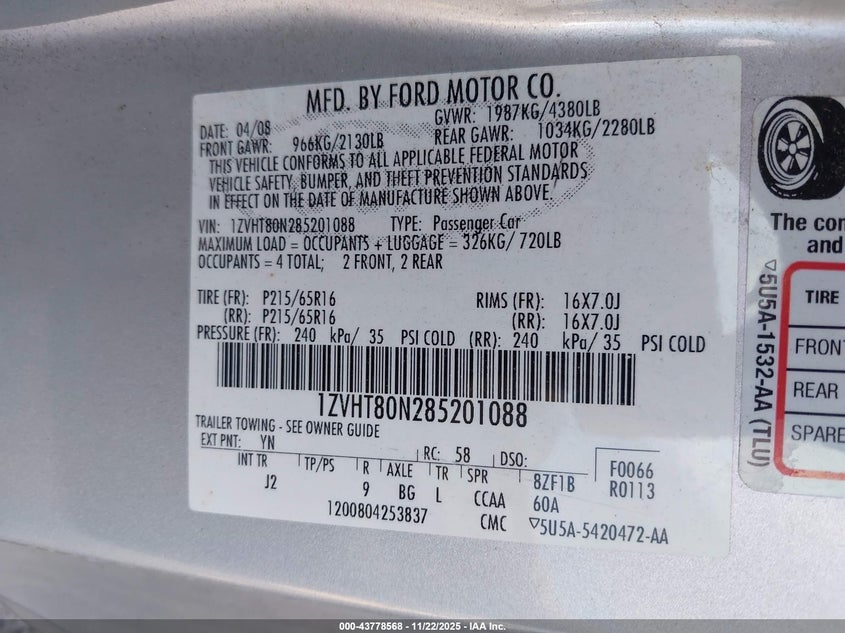 MFD. BY FORD MOTOR CO.
DATE: 04/08 GVWR: 1987KG/4380LB
FRONT GAWR: 966KG/2130LB REAR GAWR: 1034KG/2280LB
THIS VEHICLE CONFORMS TO ALL APPLICABLE FEDERAL MOTOR
VEHICLE SAFETY, BUMPER, AND THEFT PREVENTION STANDARDS
IN EFFECT ON THE DATE OF MANUFACTURE SHOWN ABOVE.
VIN: 1ZVHT80N285201088 TYPE: Passenger Car
MAXIMUM LOAD = OCCUPANTS + LUGGAGE = 326KG/ 720LB
OCCUPANTS = 4 TOTAL; 2 FRONT, 2 REAR
TIRE (FR): P215/65R16 RIMS (FR): 16X7.0J
(RR): P215/65R16 (RR): 16X7.0J
PRESSURE (FR): 240 kPa/ 35 PSI COLD (RR): 240 kPa/ 35 PSI COLD
1ZVHT80N285201088
TRAILER TOWING - SEE OWNER GUIDE
EXT PNT: YN RC: 58 DSO: F0066
INT TR TP/PS R AXLE TR SPR 8ZF1B R0113
J2 9 BG L CCAA 60A
1200804253837 CMC ▽5U5A-5420472-AA
▽5U5A-1532-AA (TLU)
The com
and
TIRE
FRONT
REAR
SPARE
000-43778568 - 11/22/2025 - IAA Inc.